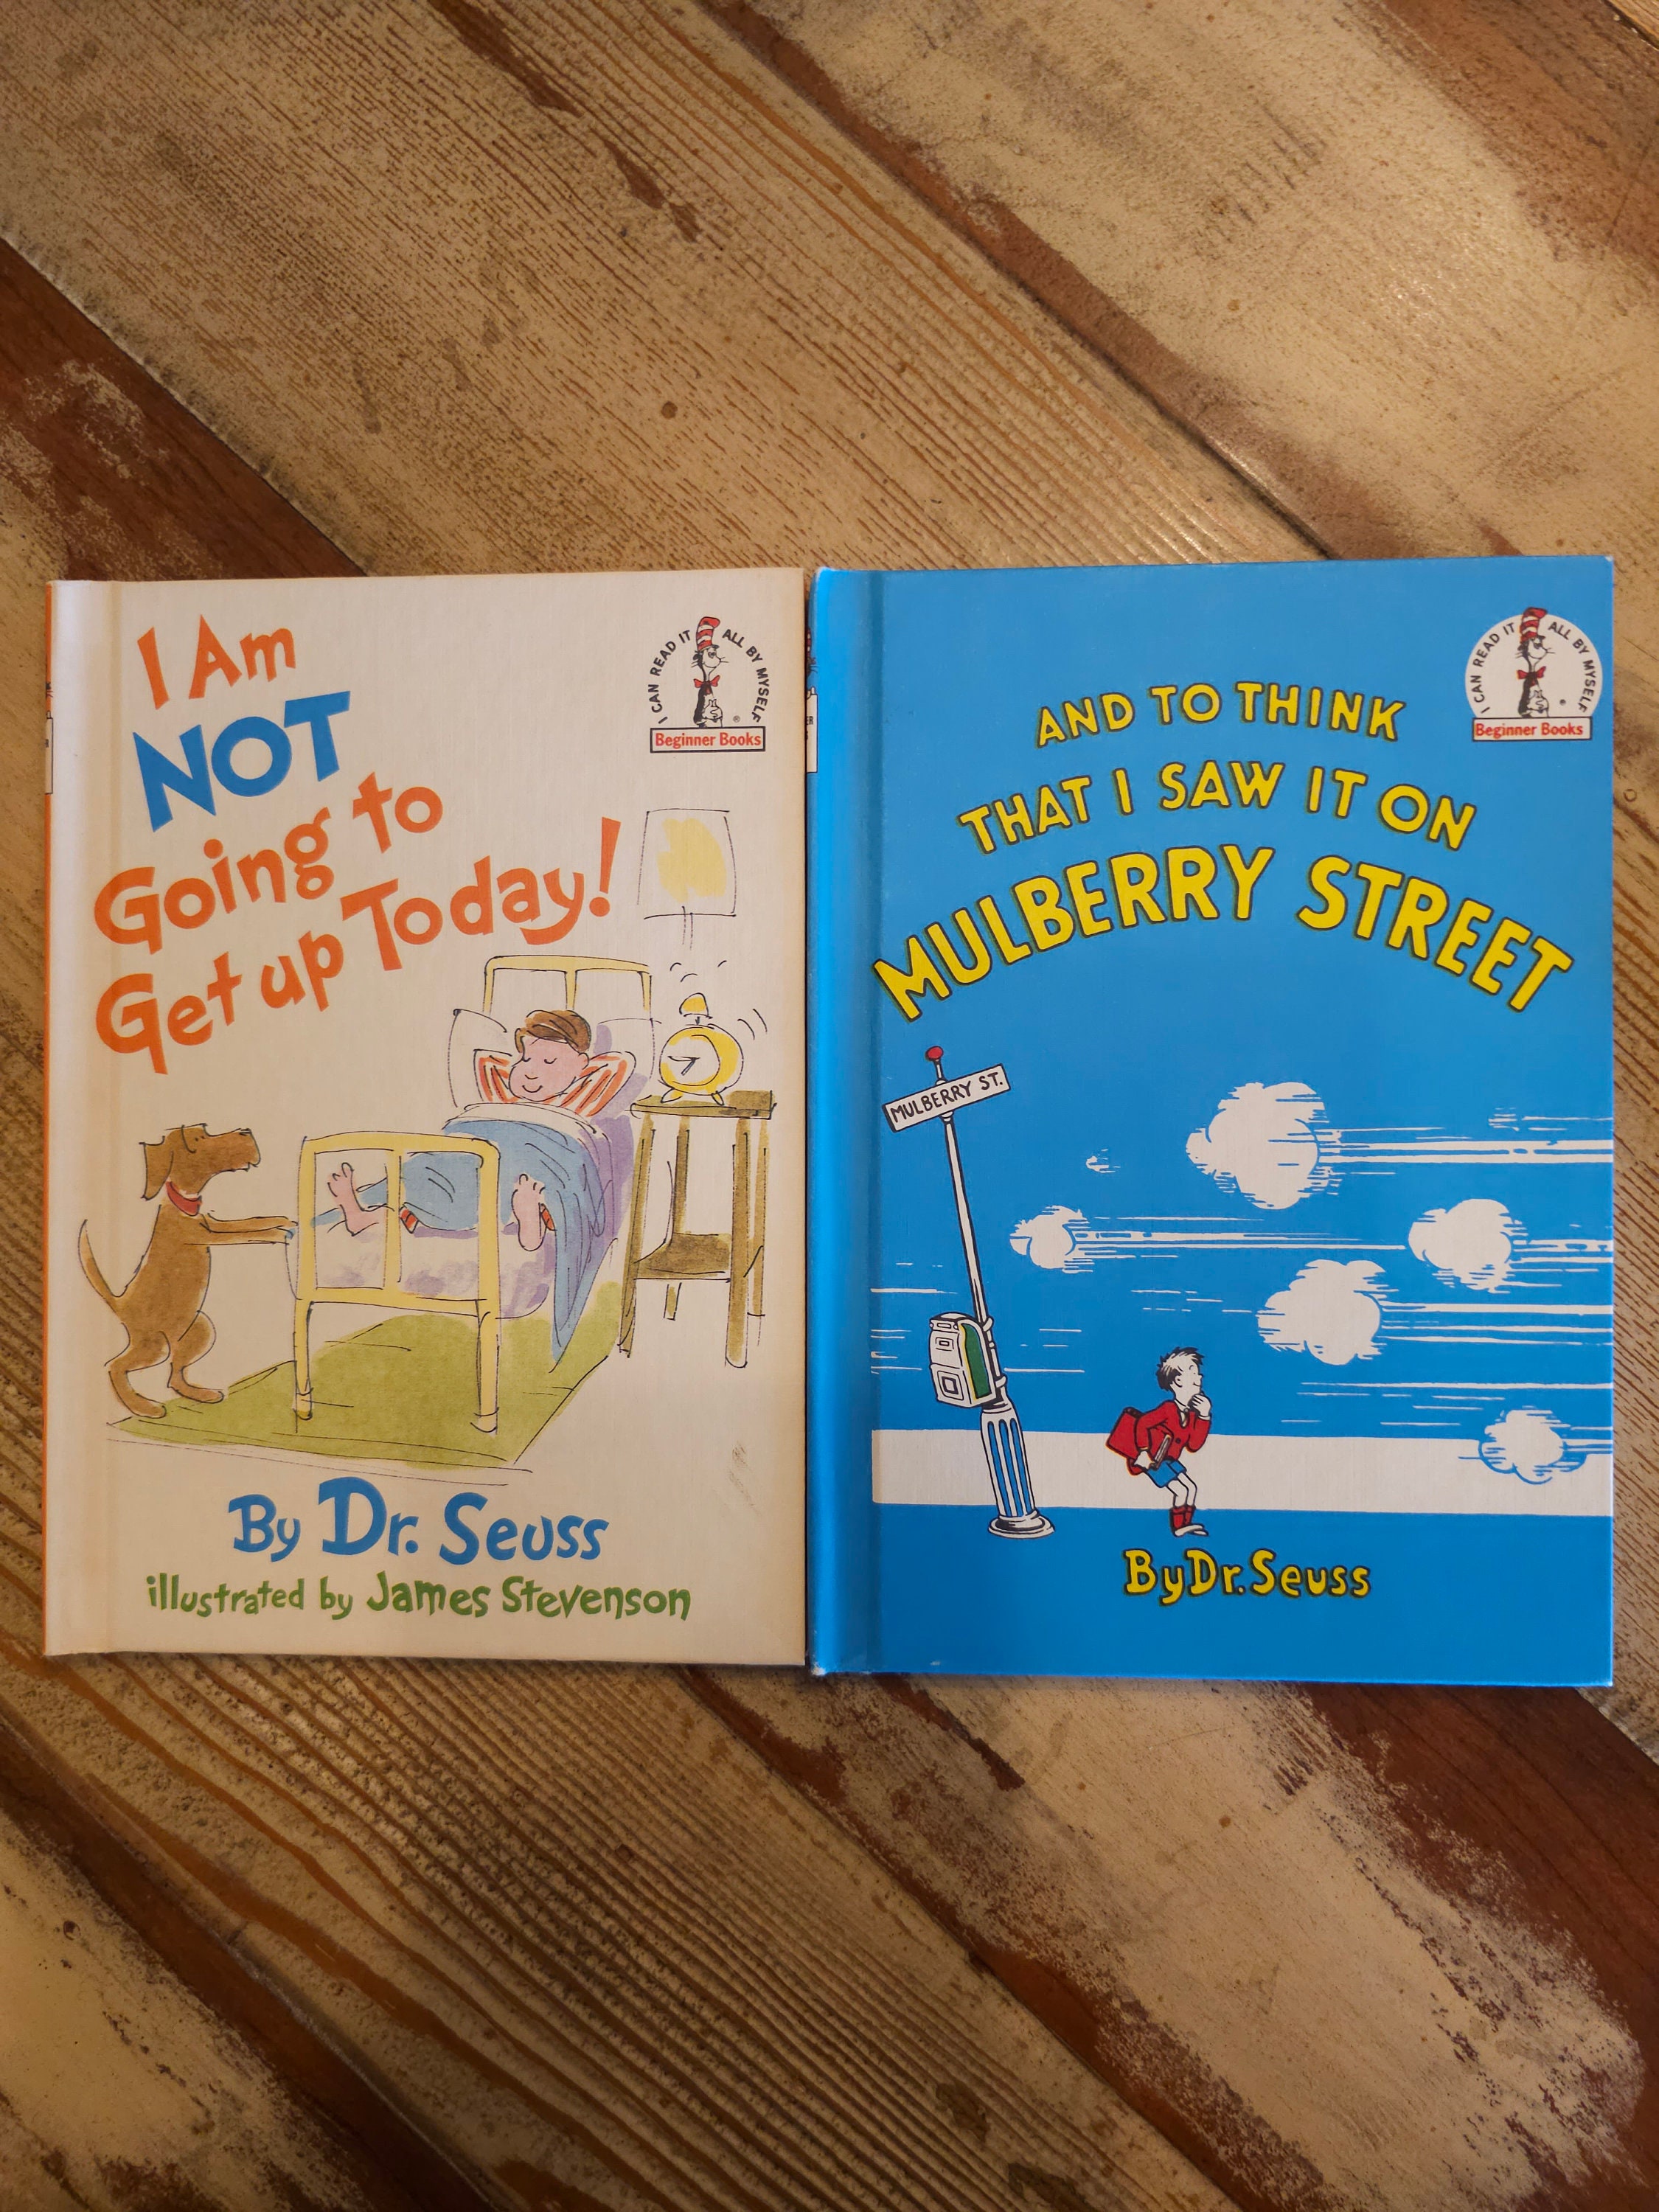 I Am
NOT
Going to
Get up Today!
I CAN READ IT ALL BY MYSELF
®
Beginner Books
By Dr. Seuss
illustrated by James Stevenson
I CAN READ IT ALL BY MYSELF
®
Beginner Books
AND TO THINK
THAT I SAW IT ON
MULBERRY STREET
MULBERRY ST.
By Dr. Seuss